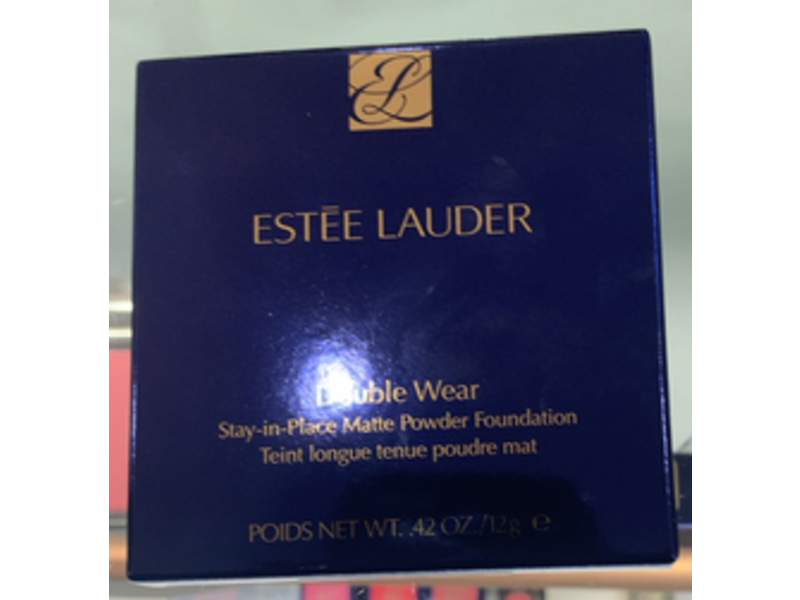 EL
ESTĒE LAUDER
Double Wear
Stay-in-Place Matte Powder Foundation
Teint longue tenue poudre mat
POIDS NET WT. .42 OZ./12g ℮